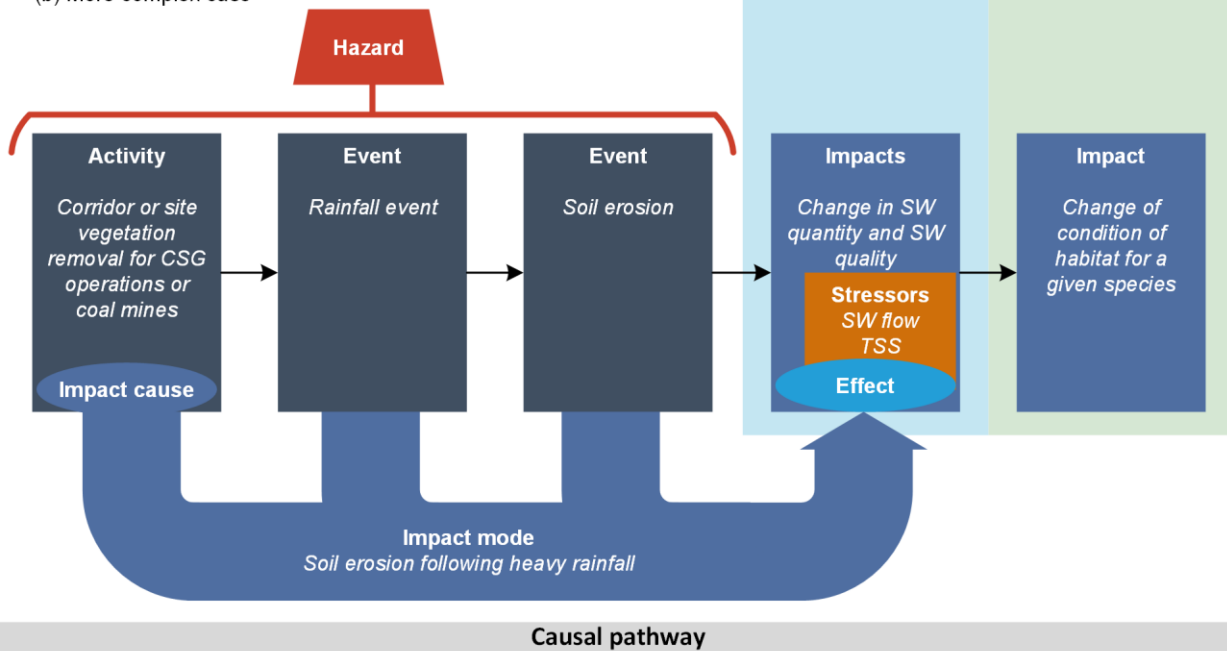 Hazard
Activity
Corridor or site
vegetation
removal for CSG
operations or
coal mines
Impact cause
Event
Rainfall event
Event
Soil erosion
Impacts
Change in SW
quantity and SW
quality
Stressors
SW flow
TSS
Effect
Impact
Change of
condition of
habitat for a
given species
Impact mode
Soil erosion following heavy rainfall
Causal pathway